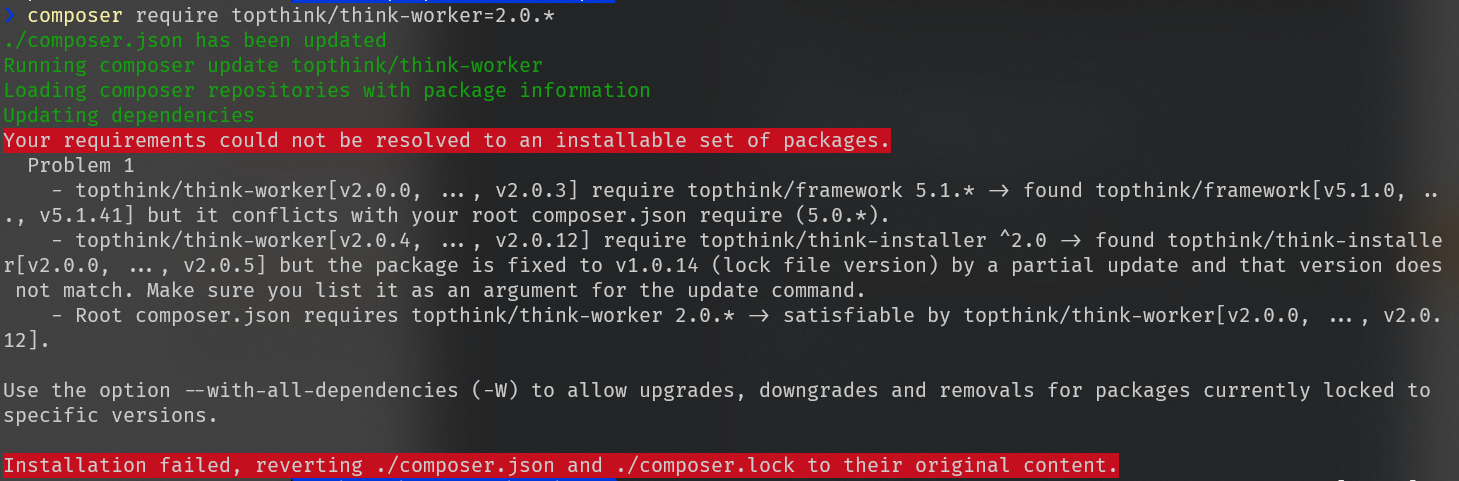 ❯ composer require topthink/think-worker=2.0.*
./composer.json has been updated
Running composer update topthink/think-worker
Loading composer repositories with package information
Updating dependencies
Your requirements could not be resolved to an installable set of packages.
  Problem 1
    - topthink/think-worker[v2.0.0, ..., v2.0.3] require topthink/framework 5.1.* -> found topthink/framework[v5.1.0, ..
., v5.1.41] but it conflicts with your root composer.json require (5.0.*).
    - topthink/think-worker[v2.0.4, ..., v2.0.12] require topthink/think-installer ^2.0 -> found topthink/think-installe
r[v2.0.0, ..., v2.0.5] but the package is fixed to v1.0.14 (lock file version) by a partial update and that version does
 not match. Make sure you list it as an argument for the update command.
    - Root composer.json requires topthink/think-worker 2.0.* -> satisfiable by topthink/think-worker[v2.0.0, ..., v2.0.
12].

Use the option --with-all-dependencies (-W) to allow upgrades, downgrades and removals for packages currently locked to
specific versions.

Installation failed, reverting ./composer.json and ./composer.lock to their original content.